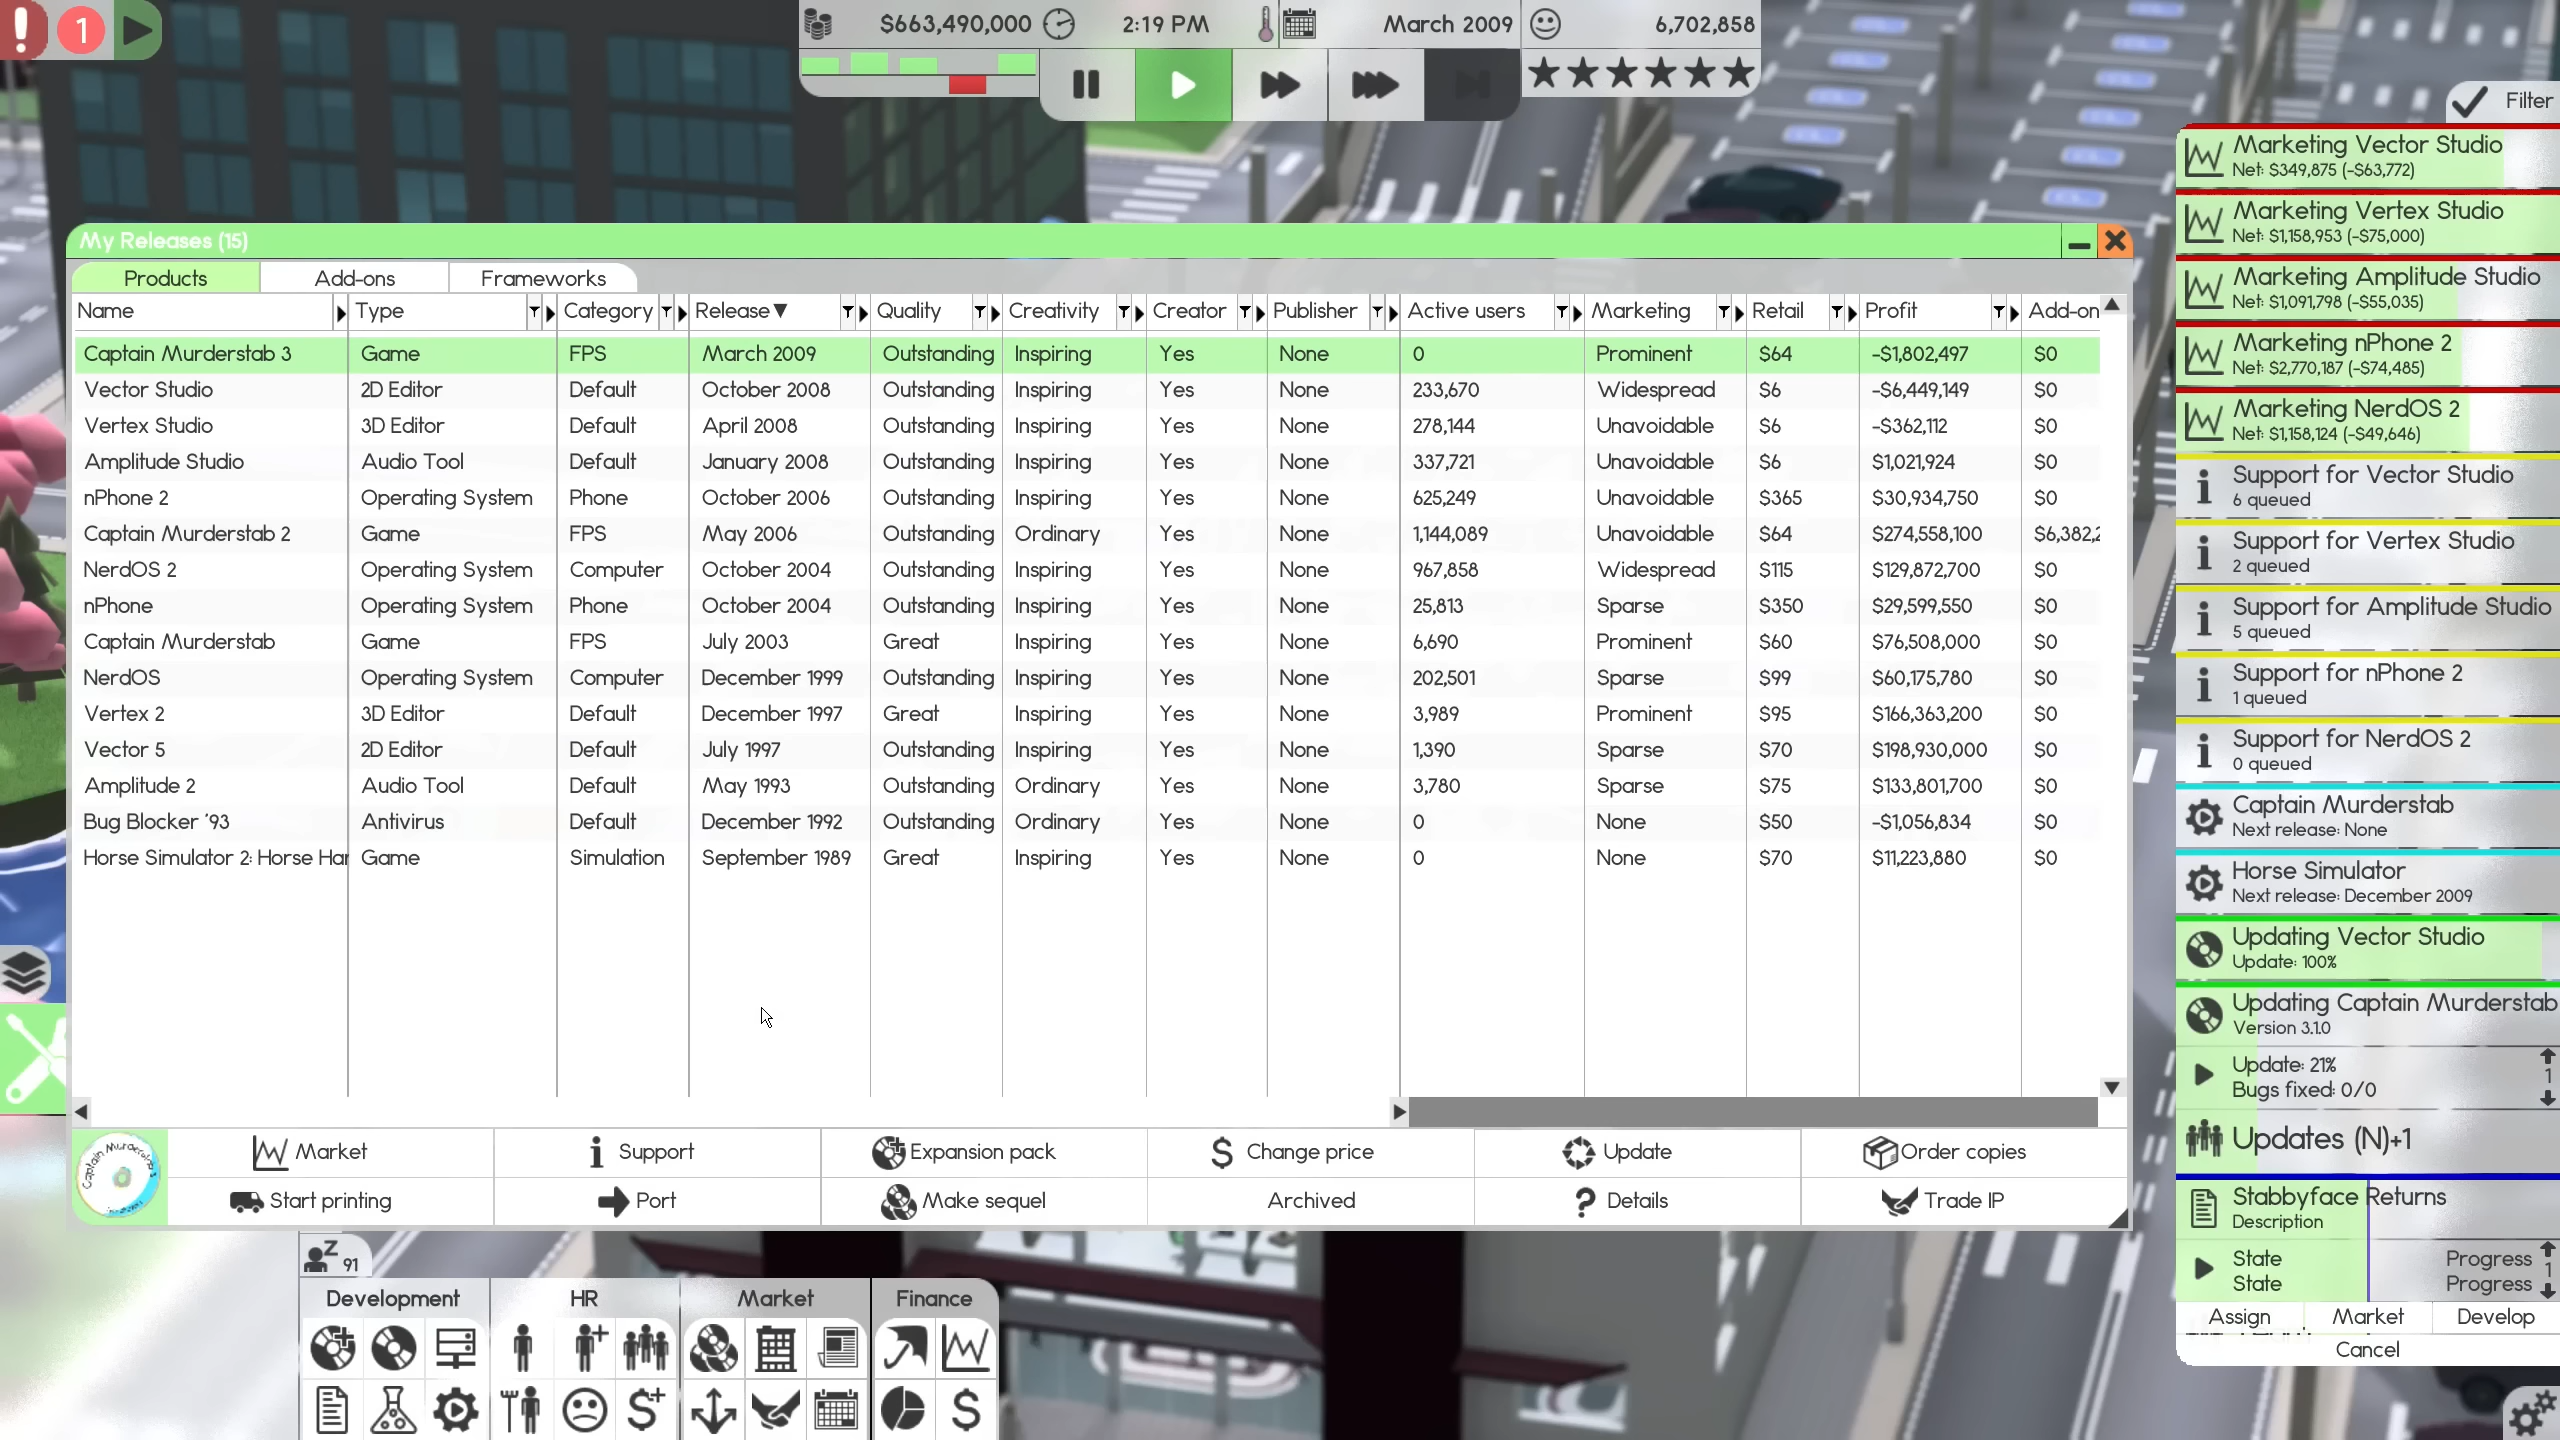 1
$663,490,000
2:19 PM
March 2009
6,702,858
Filter
My Releases (15)
Products Add-ons Frameworks
Name Type Category Release Quality Creativity Creator Publisher Active users Marketing Retail Profit Add-on
Captain Murderstab 3 Game FPS March 2009 Outstanding Inspiring Yes None 0 Prominent $64 -$1,802,497 $0
Vector Studio 2D Editor Default October 2008 Outstanding Inspiring Yes None 233,670 Widespread $6 -$6,449,149 $0
Vertex Studio 3D Editor Default April 2008 Outstanding Inspiring Yes None 278,144 Unavoidable $6 -$362,112 $0
Amplitude Studio Audio Tool Default January 2008 Outstanding Inspiring Yes None 337,721 Unavoidable $6 $1,021,924 $0
nPhone 2 Operating System Phone October 2006 Outstanding Inspiring Yes None 625,249 Unavoidable $365 $30,934,750 $0
Captain Murderstab 2 Game FPS May 2006 Outstanding Ordinary Yes None 1,144,089 Unavoidable $64 $274,558,100 $6,382,2
NerdOS 2 Operating System Computer October 2004 Outstanding Inspiring Yes None 967,858 Widespread $115 $129,872,700 $0
nPhone Operating System Phone October 2004 Outstanding Inspiring Yes None 25,813 Sparse $350 $29,599,550 $0
Captain Murderstab Game FPS July 2003 Great Inspiring Yes None 6,690 Prominent $60 $76,508,000 $0
NerdOS Operating System Computer December 1999 Outstanding Inspiring Yes None 202,501 Sparse $99 $60,175,780 $0
Vertex 2 3D Editor Default December 1997 Great Inspiring Yes None 3,989 Prominent $95 $166,363,200 $0
Vector 5 2D Editor Default July 1997 Outstanding Inspiring Yes None 1,390 Sparse $70 $198,930,000 $0
Amplitude 2 Audio Tool Default May 1993 Outstanding Ordinary Yes None 3,780 Sparse $75 $133,801,700 $0
Bug Blocker '93 Antivirus Default December 1992 Outstanding Ordinary Yes None 0 None $50 -$1,056,834 $0
Horse Simulator 2: Horse Har Game Simulation September 1989 Great Inspiring Yes None 0 None $70 $11,223,880 $0
Market Support Expansion pack Change price Update Order copies
Start printing Port Make sequel Archived Details Trade IP
Captain Murderstab 3
Z 91
Development HR Market Finance
Marketing Vector Studio
Net: $349,875 (-$63,772)
Marketing Vertex Studio
Net: $1,158,953 (-$75,000)
Marketing Amplitude Studio
Net: $1,091,798 (-$55,035)
Marketing nPhone 2
Net: $2,770,187 (-$74,485)
Marketing NerdOS 2
Net: $1,158,124 (-$49,646)
Support for Vector Studio
6 queued
Support for Vertex Studio
2 queued
Support for Amplitude Studio
5 queued
Support for nPhone 2
1 queued
Support for NerdOS 2
0 queued
Captain Murderstab
Next release: None
Horse Simulator
Next release: December 2009
Updating Vector Studio
Update: 100%
Updating Captain Murderstab
Version 3.1.0
Update: 21%
Bugs fixed: 0/0
1
Updates (N)+1
Stabbyface Returns
Description
State Progress
State Progress
1
Assign Market Develop
Cancel